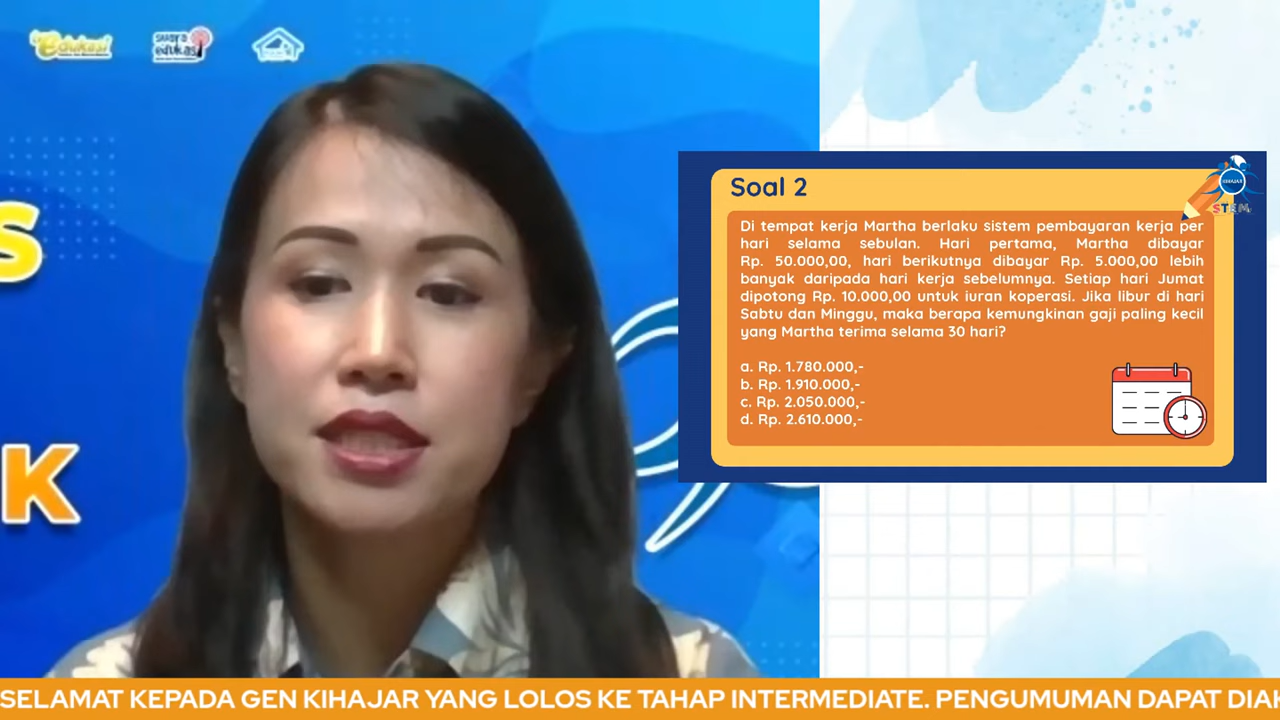 eDUKASI
SUARA
edukasi
S
K
Soal 2
KIHAJAR
STEM
Di tempat kerja Martha berlaku sistem pembayaran kerja per
hari selama sebulan. Hari pertama, Martha dibayar
Rp. 50.000,00, hari berikutnya dibayar Rp. 5.000,00 lebih
banyak daripada hari kerja sebelumnya. Setiap hari Jumat
dipotong Rp. 10.000,00 untuk iuran koperasi. Jika libur di hari
Sabtu dan Minggu, maka berapa kemungkinan gaji paling kecil
yang Martha terima selama 30 hari?
a. Rp. 1.780.000,-
b. Rp. 1.910.000,-
c. Rp. 2.050.000,-
d. Rp. 2.610.000,-
SELAMAT KEPADA GEN KIHAJAR YANG LOLOS KE TAHAP INTERMEDIATE. PENGUMUMAN DAPAT DIAK